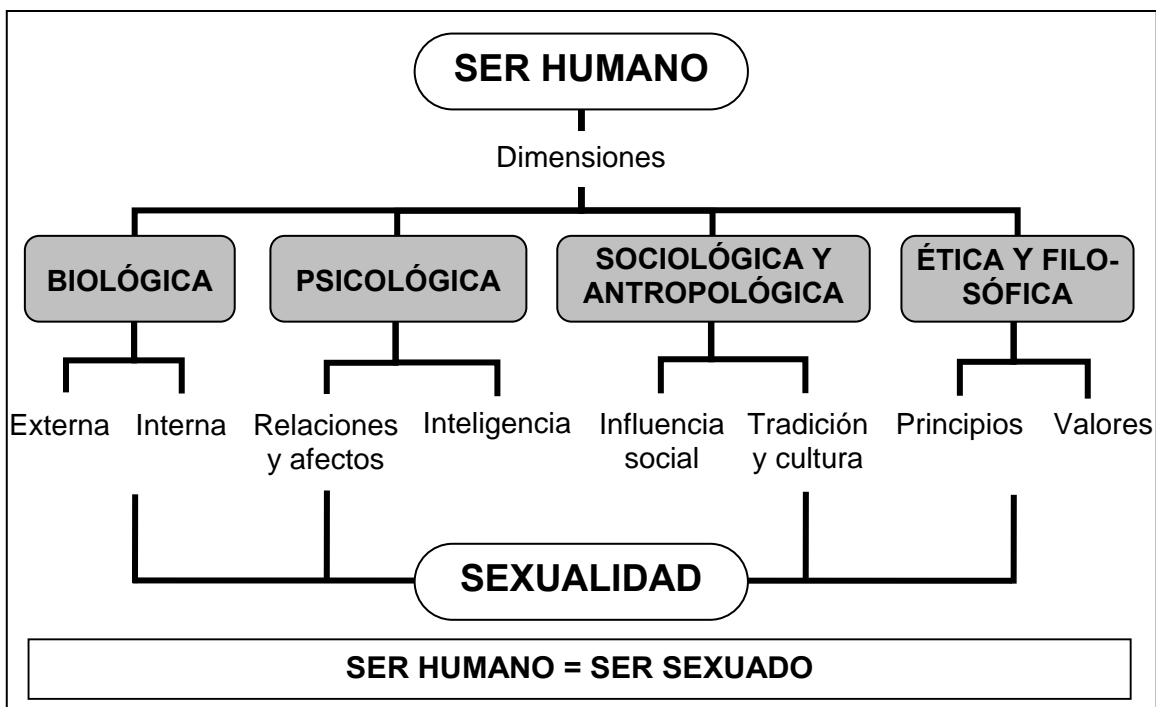 SER HUMANO
Dimensiones
BIOLÓGICA
PSICOLÓGICA
SOCIOLÓGICA Y
ANTROPOLÓGICA
ÉTICA Y FILO-
SÓFICA
Externa
Interna
Relaciones
y afectos
Inteligencia
Influencia
social
Tradición
y cultura
Principios
Valores
SEXUALIDAD
SER HUMANO = SER SEXUADO